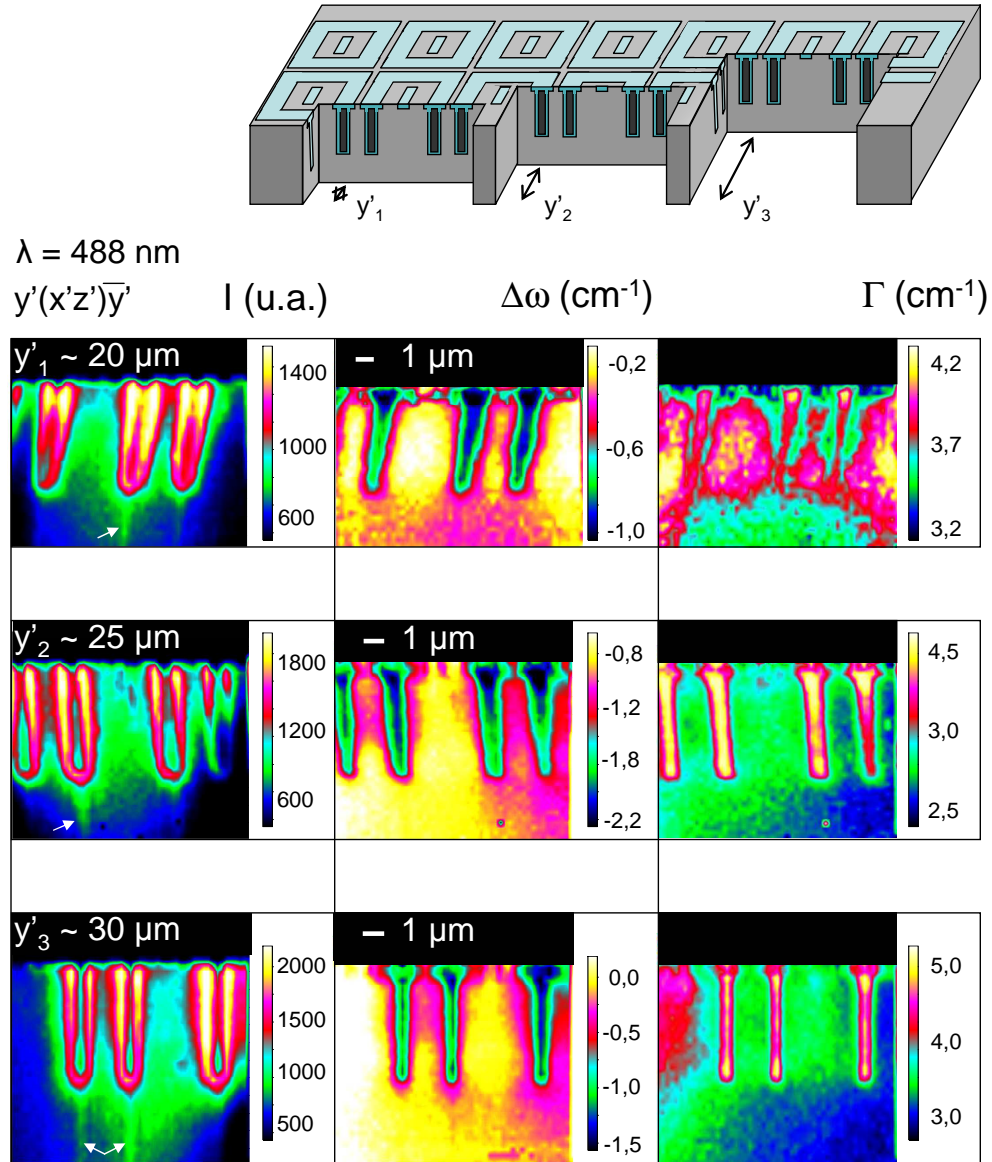 y'₁
y'₂
y'₃
λ = 488 nm
y'(x'z')y̅' I (u.a.) Δω (cm⁻¹) Γ (cm⁻¹)
y'₁ ~ 20 µm
1400
1000
600
1 µm
-0,2
-0,6
-1,0
4,2
3,7
3,2
y'₂ ~ 25 µm
1800
1200
600
1 µm
-0,8
-1,2
-1,8
-2,2
4,5
3,0
2,5
y'₃ ~ 30 µm
2000
1500
1000
500
1 µm
0,0
-0,5
-1,0
-1,5
5,0
4,0
3,0